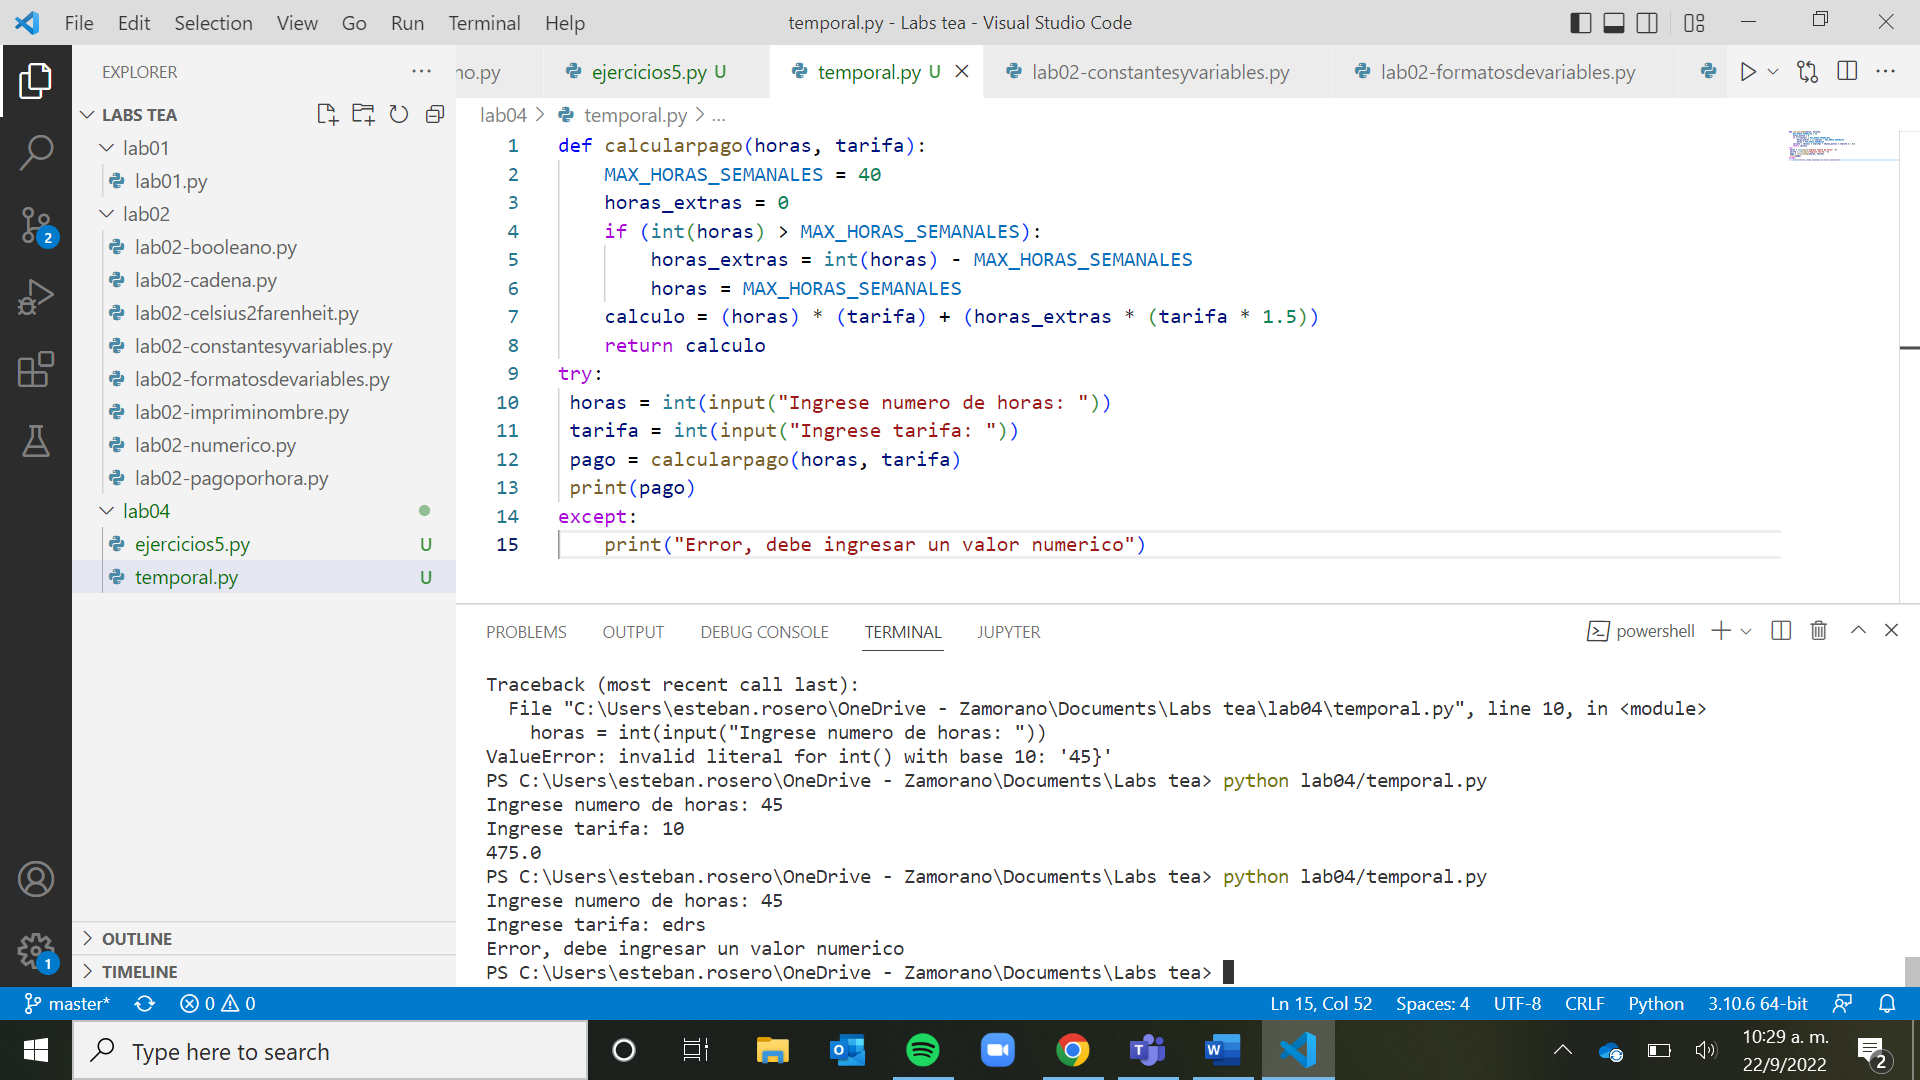 File Edit Selection View Go Run Terminal Help
temporal.py - Labs tea - Visual Studio Code
EXPLORER
no.py
ejercicios5.py U
temporal.py U
lab02-constantesyvariables.py
lab02-formatosdevariables.py
LABS TEA
lab01
lab01.py
lab02
lab02-booleano.py
lab02-cadena.py
lab02-celsius2farenheit.py
lab02-constantesyvariables.py
lab02-formatosdevariables.py
lab02-impriminombre.py
lab02-numerico.py
lab02-pagoporhora.py
lab04
ejercicios5.py U
temporal.py U
OUTLINE
TIMELINE
2
1
lab04 > temporal.py > ...
1 def calcularpago(horas, tarifa):
2 MAX_HORAS_SEMANALES = 40
3 horas_extras = 0
4 if (int(horas) > MAX_HORAS_SEMANALES):
5 horas_extras = int(horas) - MAX_HORAS_SEMANALES
6 horas = MAX_HORAS_SEMANALES
7 calculo = (horas) * (tarifa) + (horas_extras * (tarifa * 1.5))
8 return calculo
9 try:
10 horas = int(input("Ingrese numero de horas: "))
11 tarifa = int(input("Ingrese tarifa: "))
12 pago = calcularpago(horas, tarifa)
13 print(pago)
14 except:
15 print("Error, debe ingresar un valor numerico")
PROBLEMS OUTPUT DEBUG CONSOLE TERMINAL JUPYTER
powershell
Traceback (most recent call last):
File "C:\Users\esteban.rosero\OneDrive - Zamorano\Documents\Labs tea\lab04\temporal.py", line 10, in <module>
horas = int(input("Ingrese numero de horas: "))
ValueError: invalid literal for int() with base 10: '45}'
PS C:\Users\esteban.rosero\OneDrive - Zamorano\Documents\Labs tea> python lab04/temporal.py
Ingrese numero de horas: 45
Ingrese tarifa: 10
475.0
PS C:\Users\esteban.rosero\OneDrive - Zamorano\Documents\Labs tea> python lab04/temporal.py
Ingrese numero de horas: 45
Ingrese tarifa: edrs
Error, debe ingresar un valor numerico
PS C:\Users\esteban.rosero\OneDrive - Zamorano\Documents\Labs tea>
master* 0 0
Ln 15, Col 52 Spaces: 4 UTF-8 CRLF Python 3.10.6 64-bit
Type here to search
10:29 a. m.
22/9/2022
2